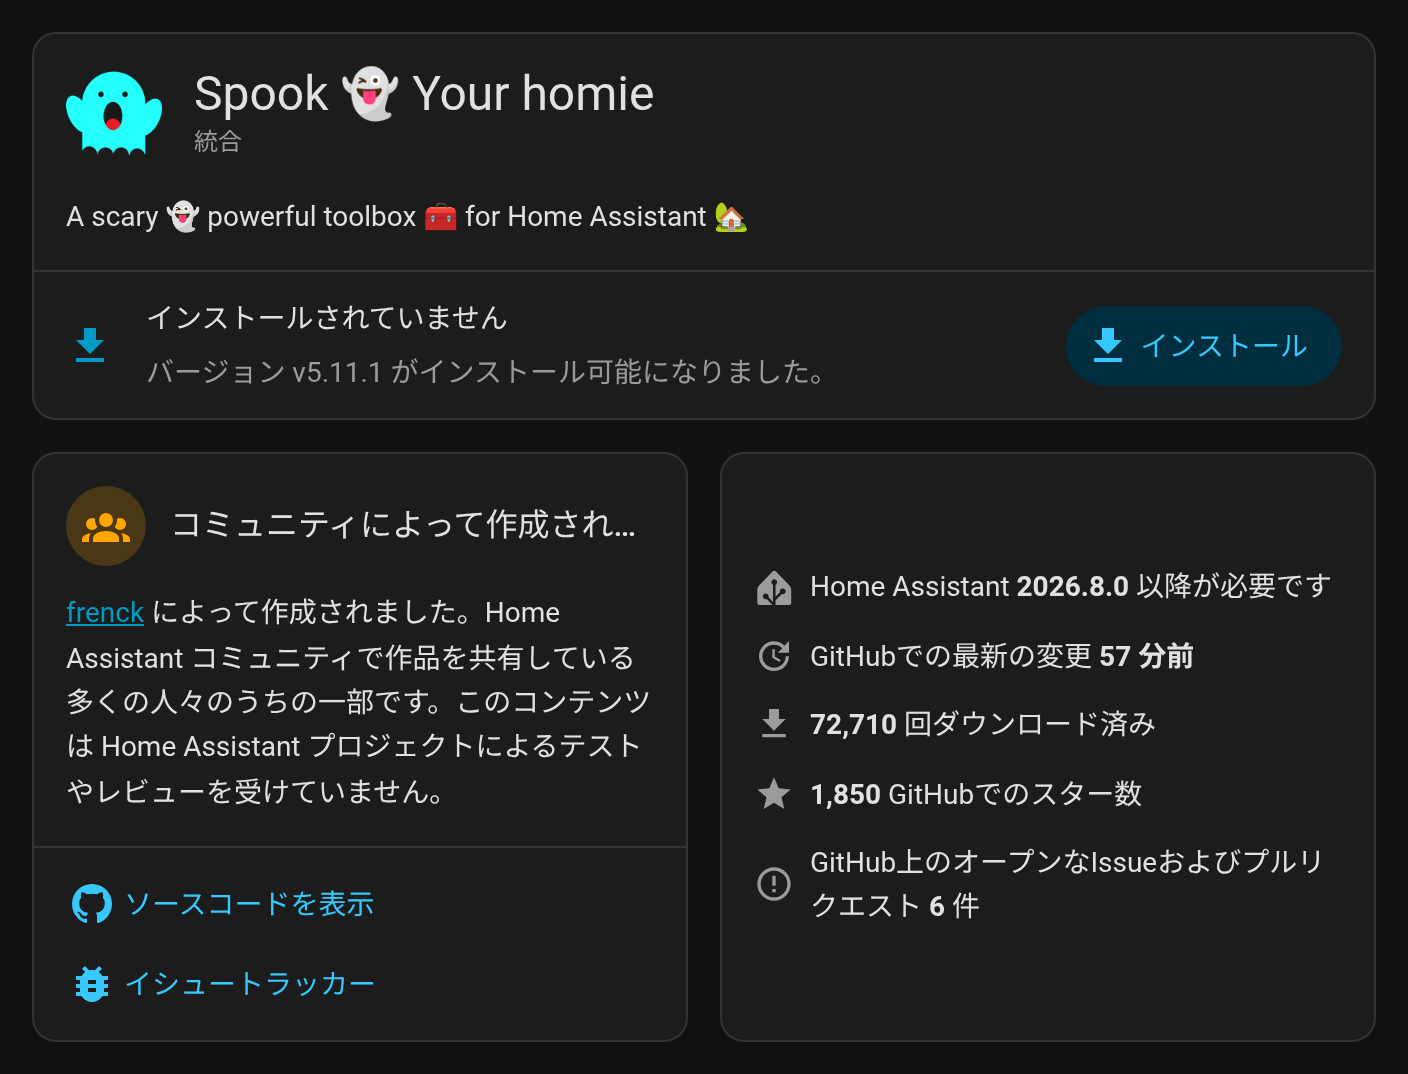 Spook 👻 Your homie
統合
A scary 👻 powerful toolbox 🧰 for Home Assistant 🏡
インストールされていません
バージョン v5.11.1 がインストール可能になりました。
インストール
コミュニティによって作成され...
frenck によって作成されました。Home
Assistant コミュニティで作品を共有している
多くの人々のうちの一部です。このコンテンツ
は Home Assistant プロジェクトによるテスト
やレビューを受けていません。
ソースコードを表示
イシュートラッカー
Home Assistant 2026.8.0 以降が必要です
GitHubでの最新の変更 57 分前
72,710 回ダウンロード済み
1,850 GitHubでのスター数
GitHub上のオープンなIssueおよびプルリ
クエスト 6 件